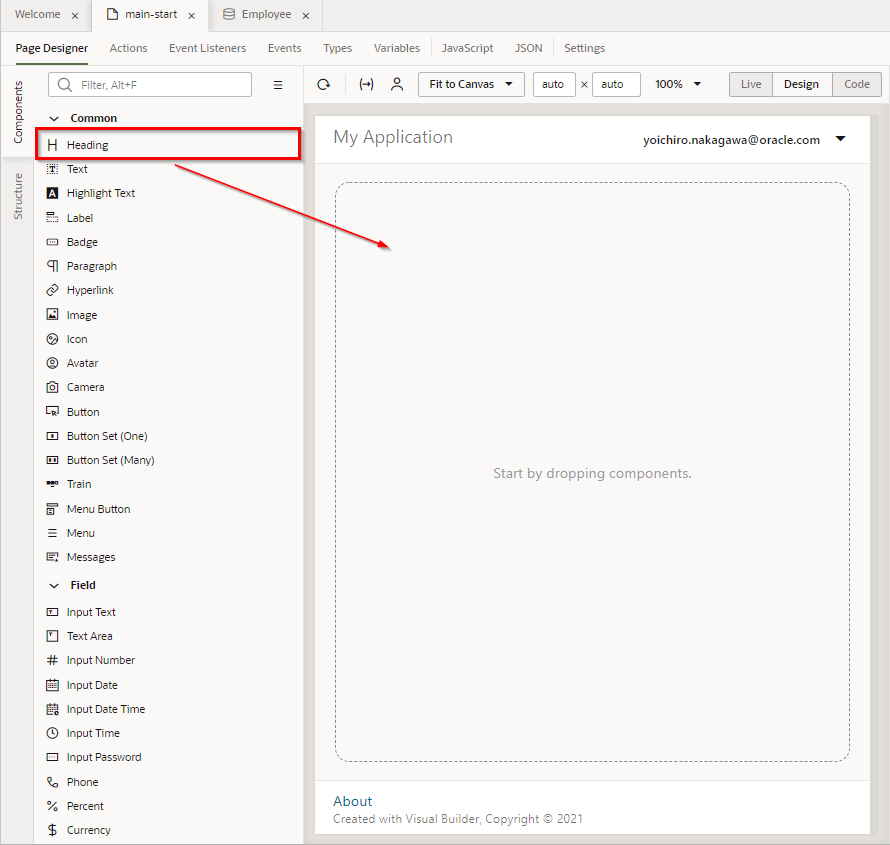 Welcome × main-start × Employee ×
Page Designer Actions Event Listeners Events Types Variables JavaScript JSON Settings
Components
Structure
Filter, Alt+F
Fit to Canvas auto × auto 100% Live Design Code
Common
Heading
Text
Highlight Text
Label
Badge
Paragraph
Hyperlink
Image
Icon
Avatar
Camera
Button
Button Set (One)
Button Set (Many)
Train
Menu Button
Menu
Messages
Field
Input Text
Text Area
Input Number
Input Date
Input Date Time
Input Time
Input Password
Phone
Percent
Currency
My Application yoichiro.nakagawa@oracle.com
Start by dropping components.
About
Created with Visual Builder, Copyright © 2021